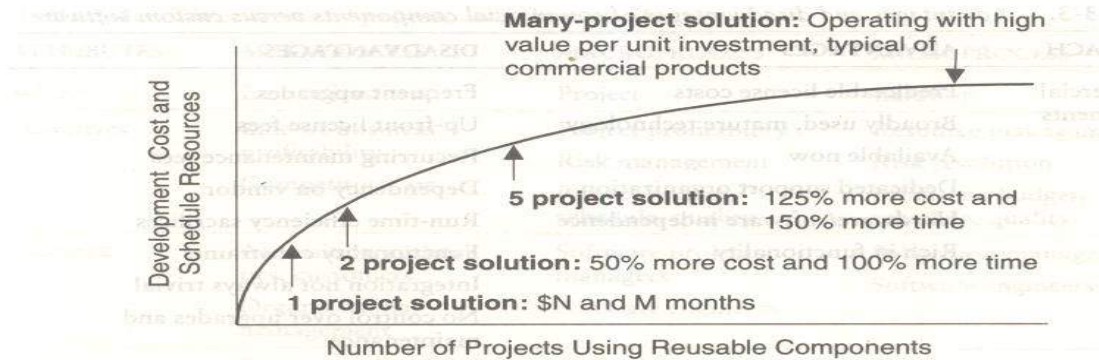 Many-project solution: Operating with high
value per unit investment, typical of
commercial products
Development Cost and
Schedule Resources
5 project solution: 125% more cost and
150% more time
2 project solution: 50% more cost and 100% more time
1 project solution: $N and M months
Number of Projects Using Reusable Components